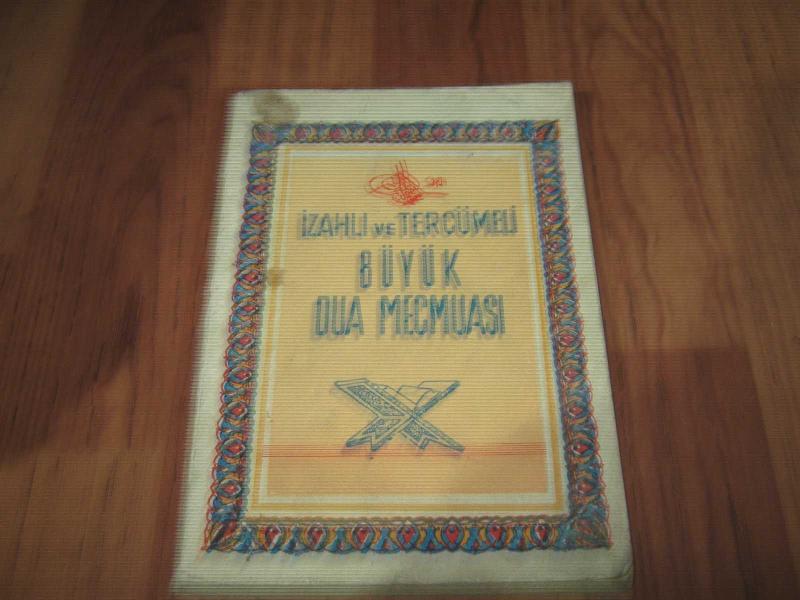 İZAHLI ve TERCÜMELİ
BÜYÜK
DUA MECMUASI